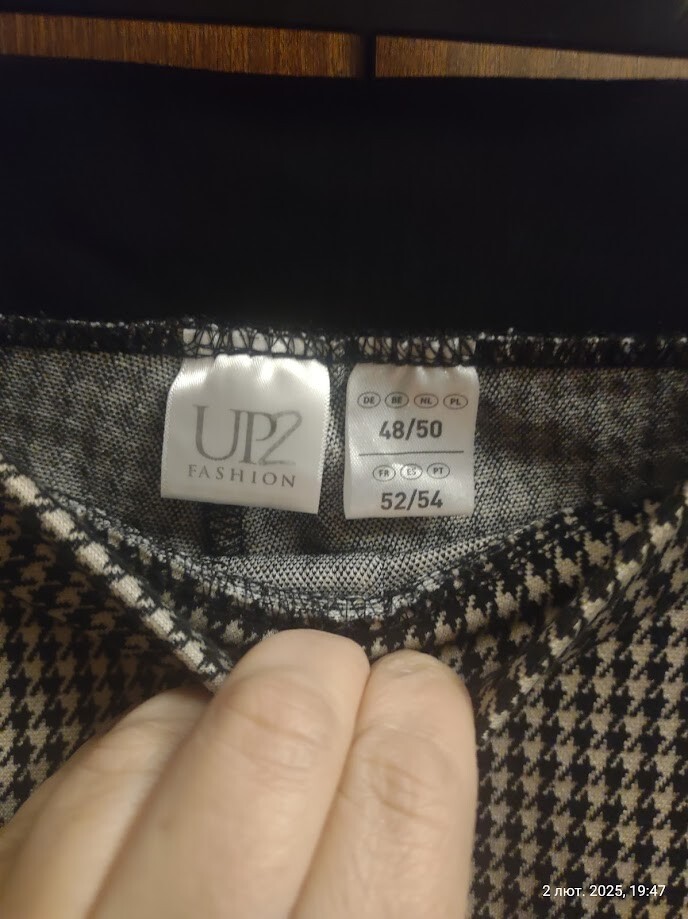 UP2
FASHION
DE BE NL PL
48/50
FR ES PT
52/54
2 лют. 2025, 19:47